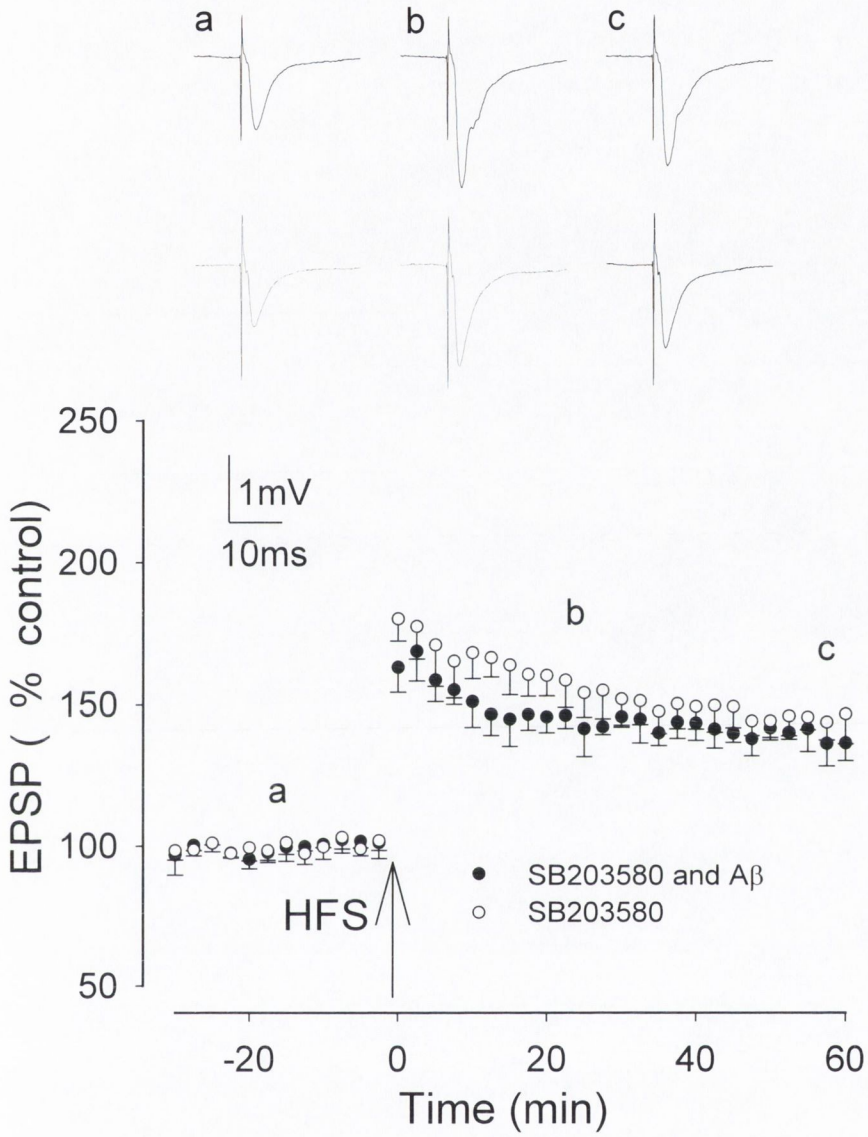 a b c
250
1mV
10ms
200
b
c
150
a
100
SB203580 and Aβ
SB203580
HFS
50
EPSP ( % control)
-20 0 20 40 60
Time (min)